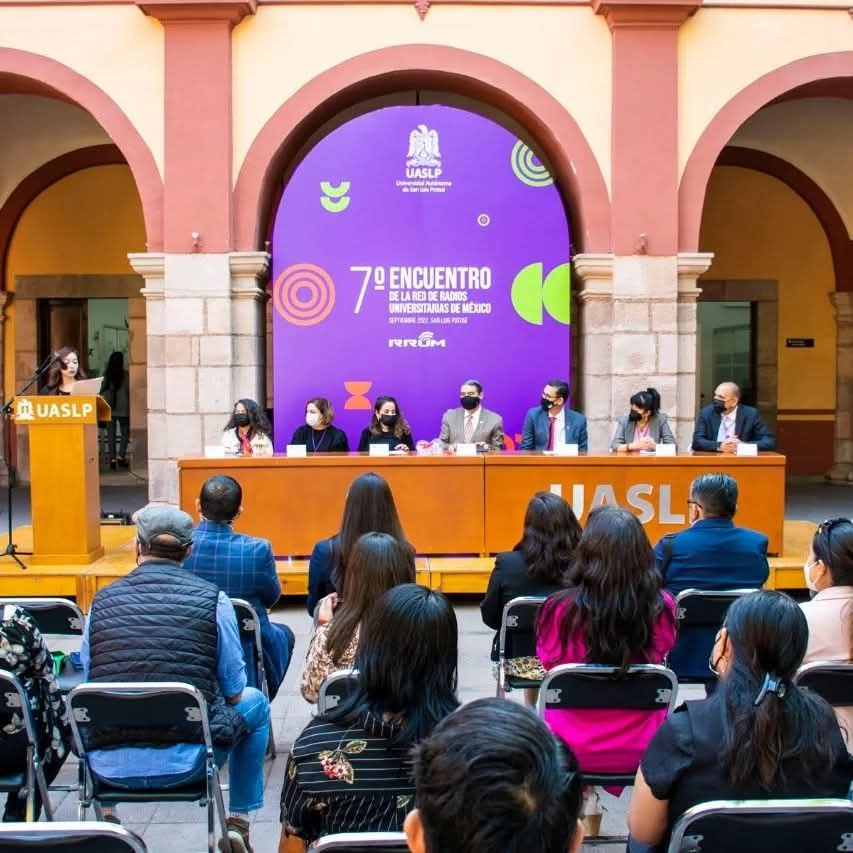 UASLP
Universidad Autónoma
de San Luis Potosí
7º ENCUENTRO
DE LA RED DE RADIOS
UNIVERSITARIAS DE MÉXICO
SEPTIEMBRE 2022, SAN LUIS POTOSÍ
RRUM
UASLP
UASLP